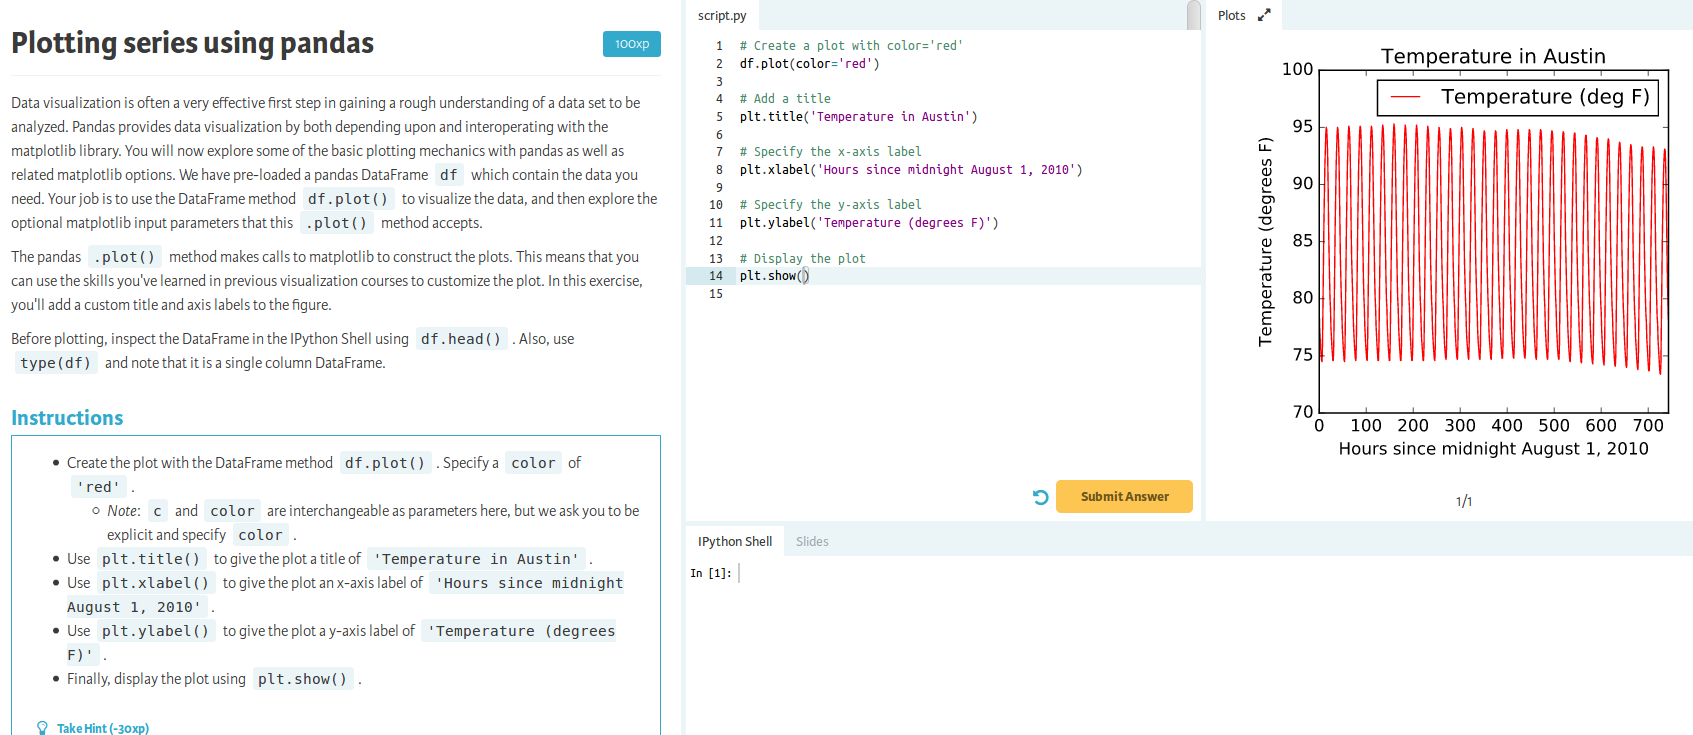 Plotting series using pandas
100xp
Data visualization is often a very effective first step in gaining a rough understanding of a data set to be
analyzed. Pandas provides data visualization by both depending upon and interoperating with the
matplotlib library. You will now explore some of the basic plotting mechanics with pandas as well as
related matplotlib options. We have pre-loaded a pandas DataFrame df which contain the data you
need. Your job is to use the DataFrame method df.plot() to visualize the data, and then explore the
optional matplotlib input parameters that this .plot() method accepts.
The pandas .plot() method makes calls to matplotlib to construct the plots. This means that you
can use the skills you've learned in previous visualization courses to customize the plot. In this exercise,
you'll add a custom title and axis labels to the figure.
Before plotting, inspect the DataFrame in the IPython Shell using df.head() . Also, use
type(df) and note that it is a single column DataFrame.
Instructions
• Create the plot with the DataFrame method df.plot() . Specify a color of
'red' .
○ Note: c and color are interchangeable as parameters here, but we ask you to be
explicit and specify color .
• Use plt.title() to give the plot a title of 'Temperature in Austin' .
• Use plt.xlabel() to give the plot an x-axis label of 'Hours since midnight
August 1, 2010' .
• Use plt.ylabel() to give the plot a y-axis label of 'Temperature (degrees
F)' .
• Finally, display the plot using plt.show() .
Take Hint (-30xp)
script.py
1 # Create a plot with color='red'
2 df.plot(color='red')
3
4 # Add a title
5 plt.title('Temperature in Austin')
6
7 # Specify the x-axis label
8 plt.xlabel('Hours since midnight August 1, 2010')
9
10 # Specify the y-axis label
11 plt.ylabel('Temperature (degrees F)')
12
13 # Display the plot
14 plt.show()
15
Submit Answer
IPython Shell Slides
In [1]:
Plots
Temperature in Austin
Temperature (deg F)
Temperature (degrees F)
100
95
90
85
80
75
70
0 100 200 300 400 500 600 700
Hours since midnight August 1, 2010
1/1